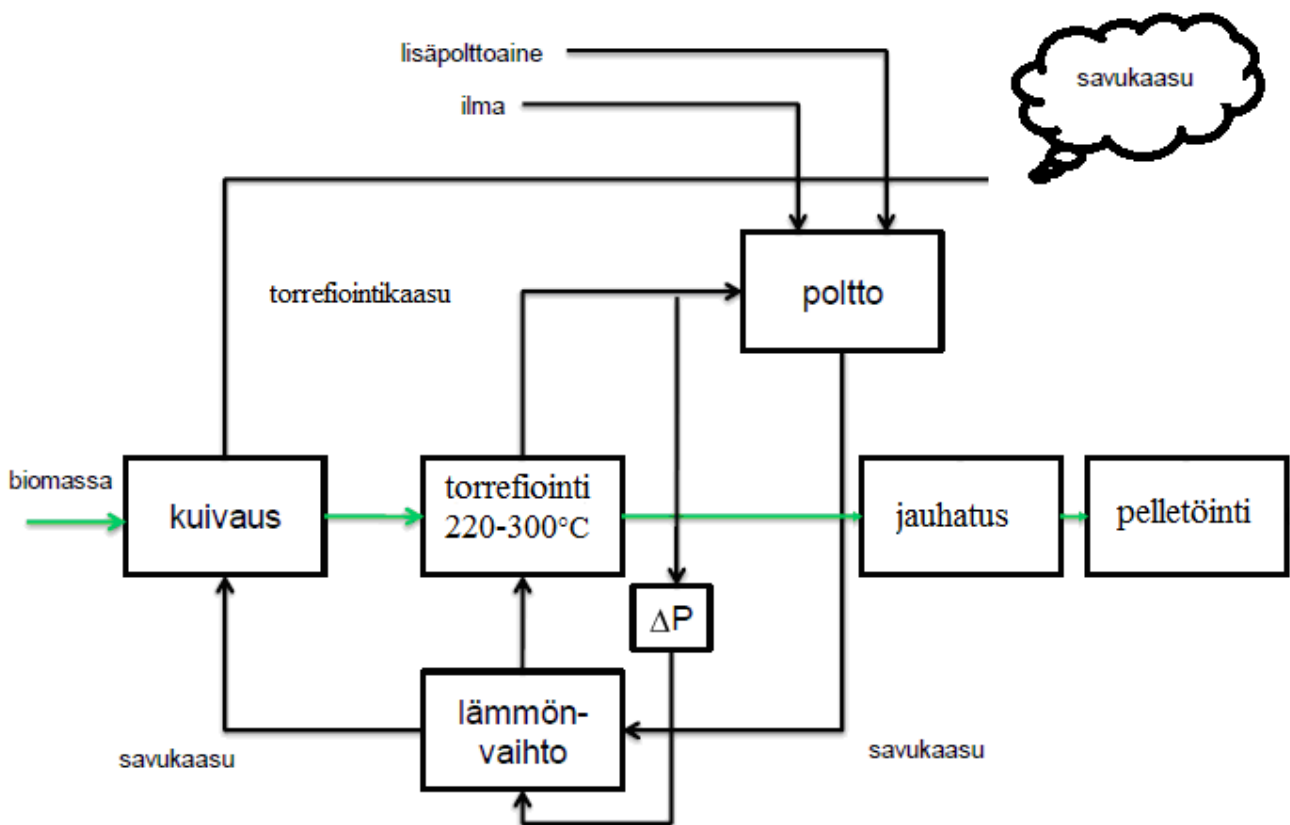 lisäpolttoaine
savukaasu
ilma
torrefiointikaasu
poltto
biomassa
kuivaus
torrefiointi
220-300°C
jauhatus
pelletöinti
ΔP
lämmön-
vaihto
savukaasu
savukaasu